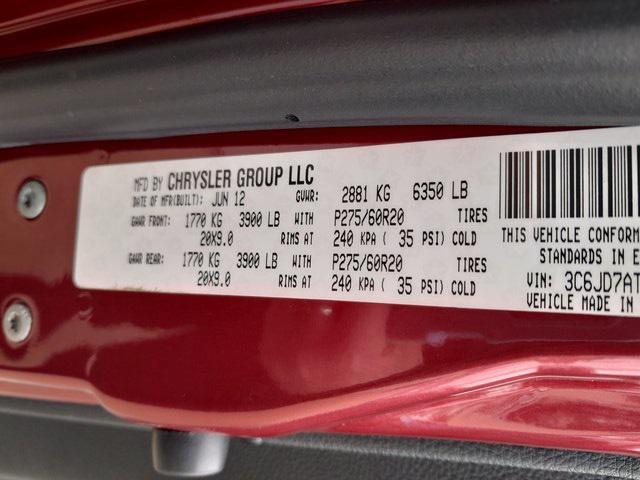 MFD BY CHRYSLER GROUP LLC
DATE OF MFR(BUILT): JUN 12 GVWR: 2881 KG 6350 LB
GAWR FRONT: 1770 KG 3900 LB WITH P275/60R20 TIRES
20X9.0 RIMS AT 240 KPA ( 35 PSI) COLD
GAWR REAR: 1770 KG 3900 LB WITH P275/60R20 TIRES
20X9.0 RIMS AT 240 KPA ( 35 PSI) COLD
THIS VEHICLE CONFORM
STANDARDS IN E
VIN: 3C6JD7AT
VEHICLE MADE IN